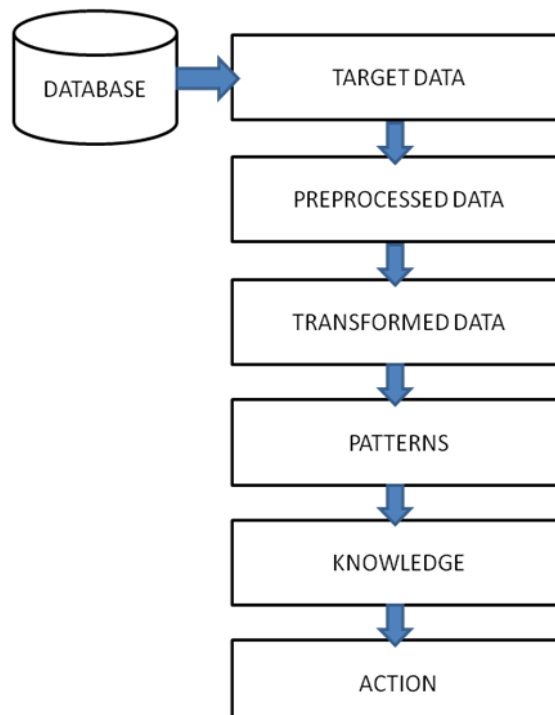 DATABASE
TARGET DATA
PREPROCESSED DATA
TRANSFORMED DATA
PATTERNS
KNOWLEDGE
ACTION